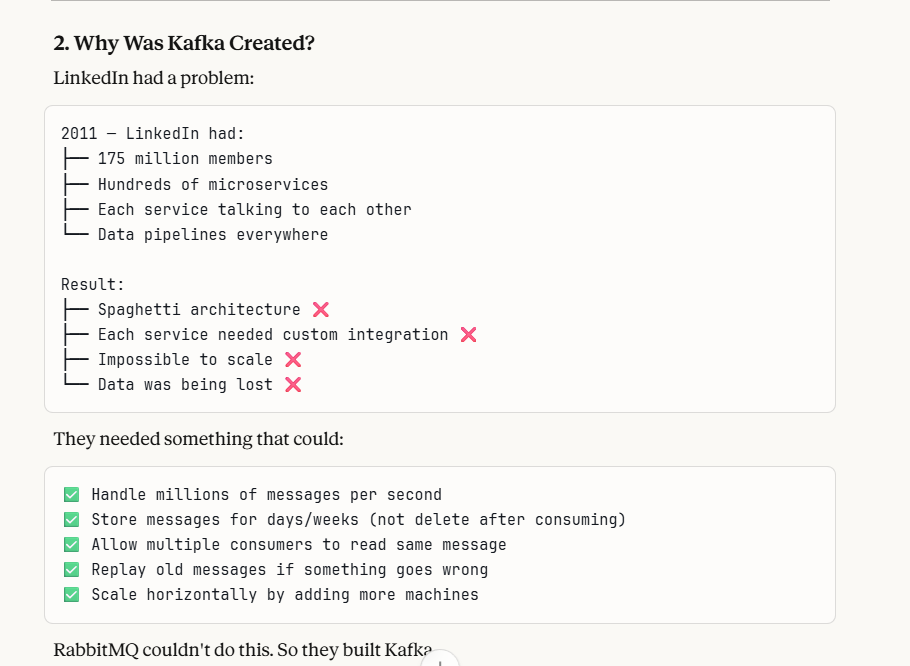 2. Why Was Kafka Created?
LinkedIn had a problem:
2011 — LinkedIn had:
├── 175 million members
├── Hundreds of microservices
├── Each service talking to each other
└── Data pipelines everywhere
Result:
├── Spaghetti architecture ❌
├── Each service needed custom integration ❌
├── Impossible to scale ❌
└── Data was being lost ❌
They needed something that could:
✅ Handle millions of messages per second
✅ Store messages for days/weeks (not delete after consuming)
✅ Allow multiple consumers to read same message
✅ Replay old messages if something goes wrong
✅ Scale horizontally by adding more machines
RabbitMQ couldn't do this. So they built Kafka